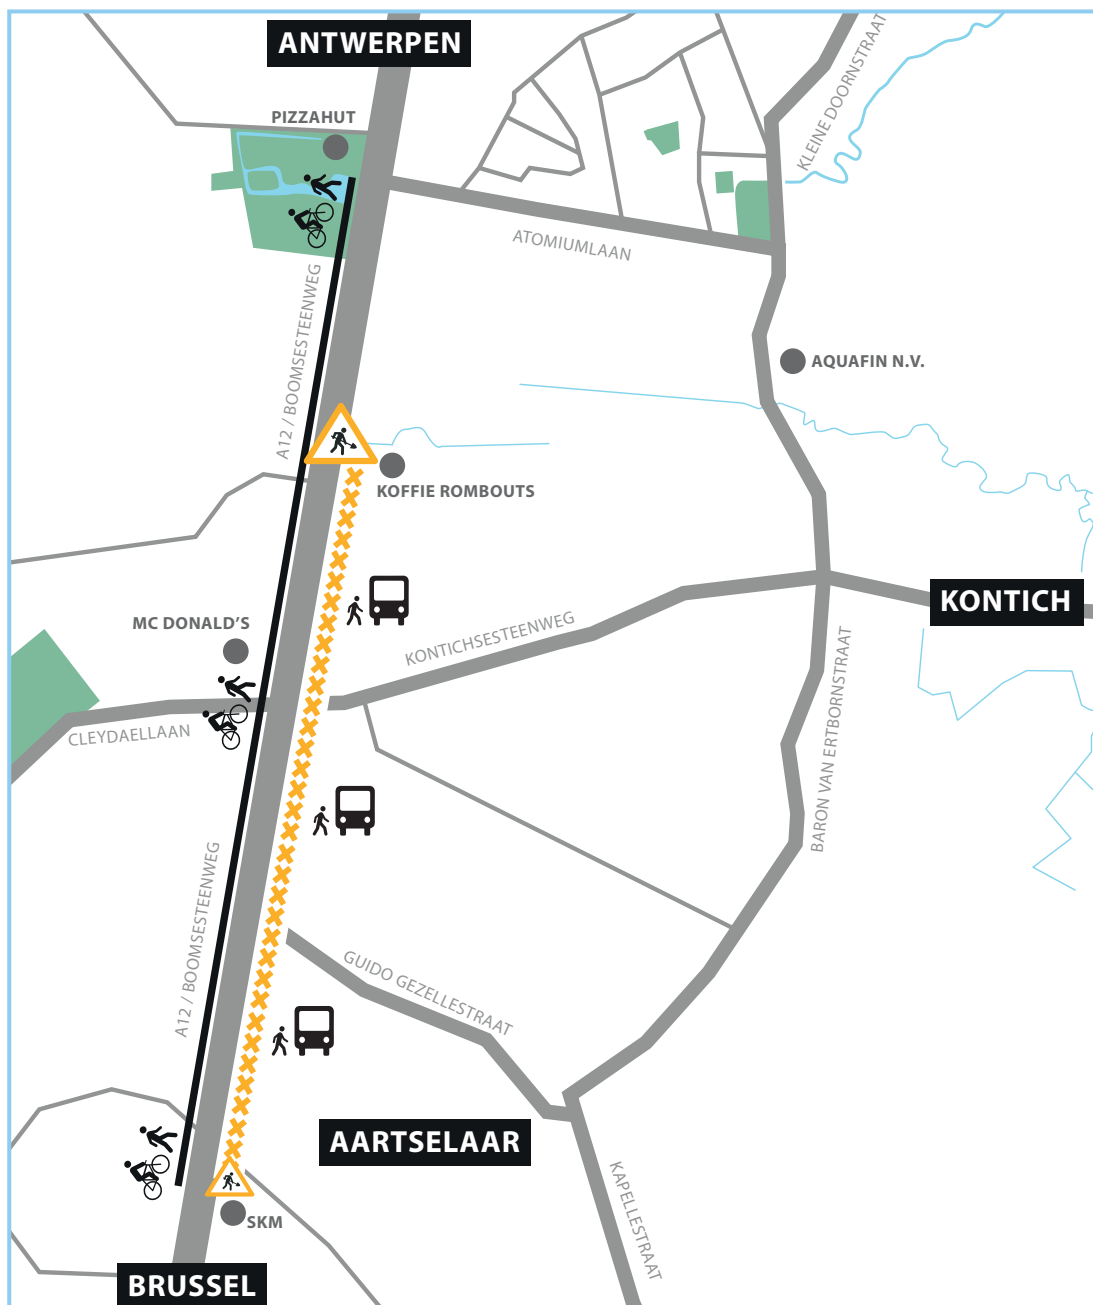 ANTWERPEN
PIZZAHUT
KLEINE DOORNSTRAAT
ATOMIUMLAAN
A12 / BOOMSESTEENWEG
AQUAFIN N.V.
KOFFIE ROMBOUTS
KONTICH
MC DONALD'S
KONTICHSESTEENWEG
CLEYDAELLAAN
BARON VAN ERTBORNSTRAAT
A12 / BOOMSESTEENWEG
GUIDO GEZELLESTRAAT
AARTSELAAR
KAPELLESTRAAT
SKM
BRUSSEL